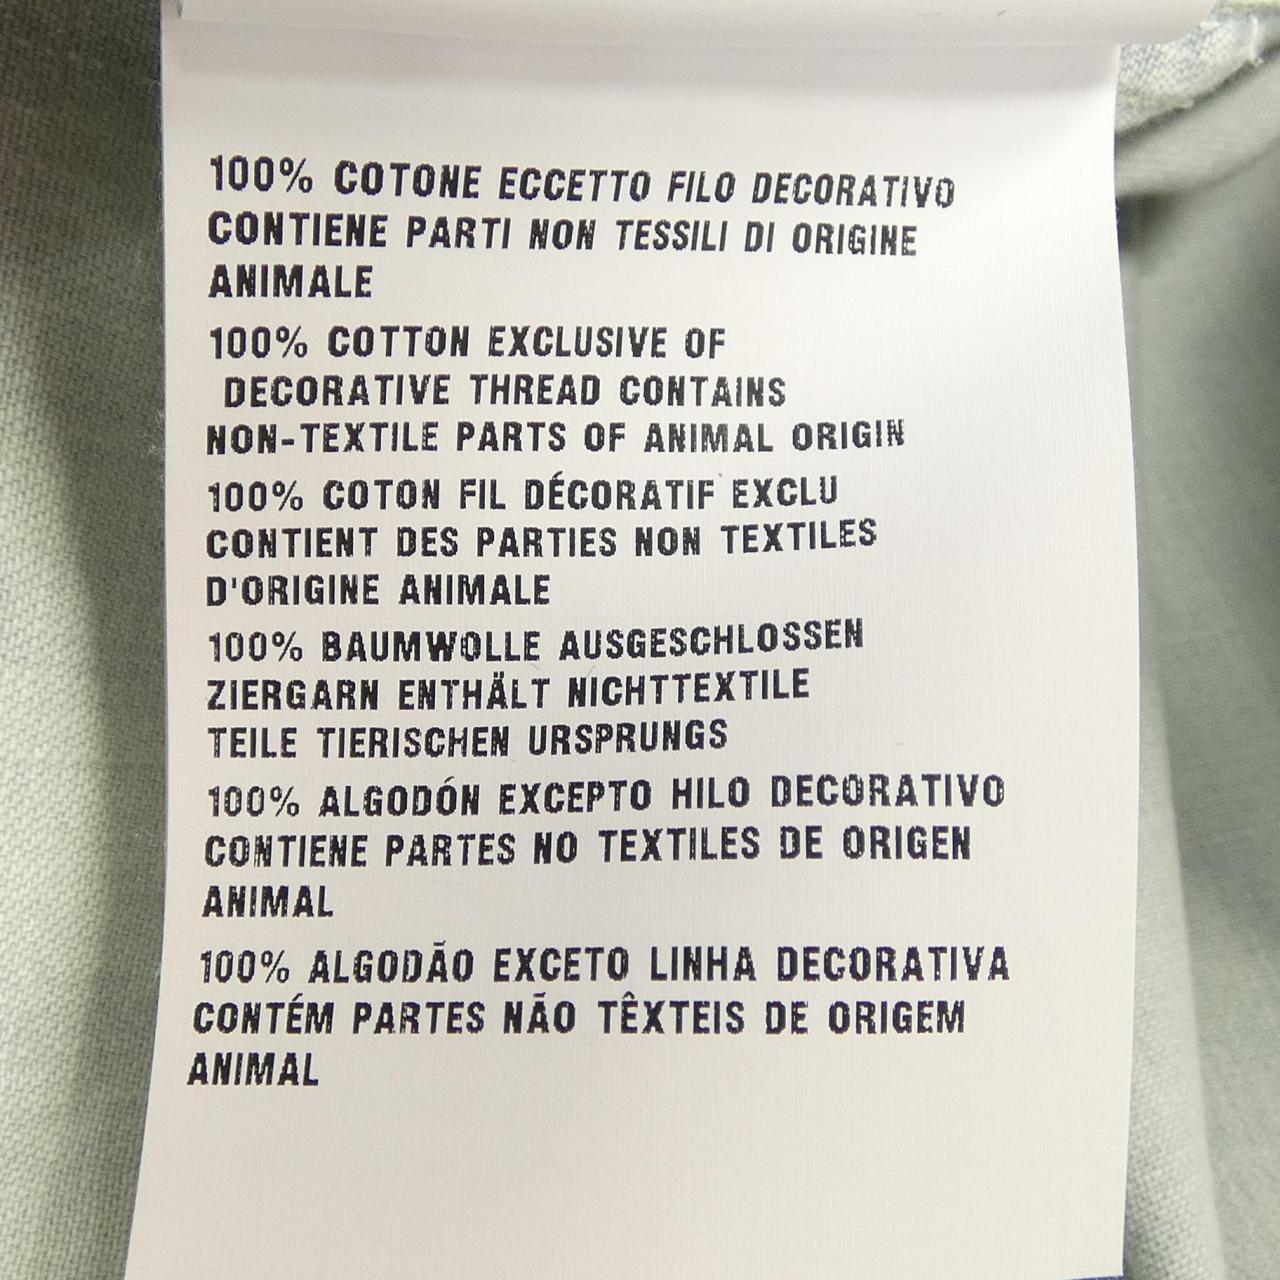 100% COTONE ECCETTO FILO DECORATIVO
CONTIENE PARTI NON TESSILI DI ORIGINE
ANIMALE
100% COTTON EXCLUSIVE OF
DECORATIVE THREAD CONTAINS
NON-TEXTILE PARTS OF ANIMAL ORIGIN
100% COTON FIL DÉCORATIF EXCLU
CONTIENT DES PARTIES NON TEXTILES
D'ORIGINE ANIMALE
100% BAUMWOLLE AUSGESCHLOSSEN
ZIERGARN ENTHÄLT NICHTTEXTILE
TEILE TIERISCHEN URSPRUNGS
100% ALGODÓN EXCEPTO HILO DECORATIVO
CONTIENE PARTES NO TEXTILES DE ORIGEN
ANIMAL
100% ALGODÃO EXCETO LINHA DECORATIVA
CONTÉM PARTES NÃO TÊXTEIS DE ORIGEM
ANIMAL